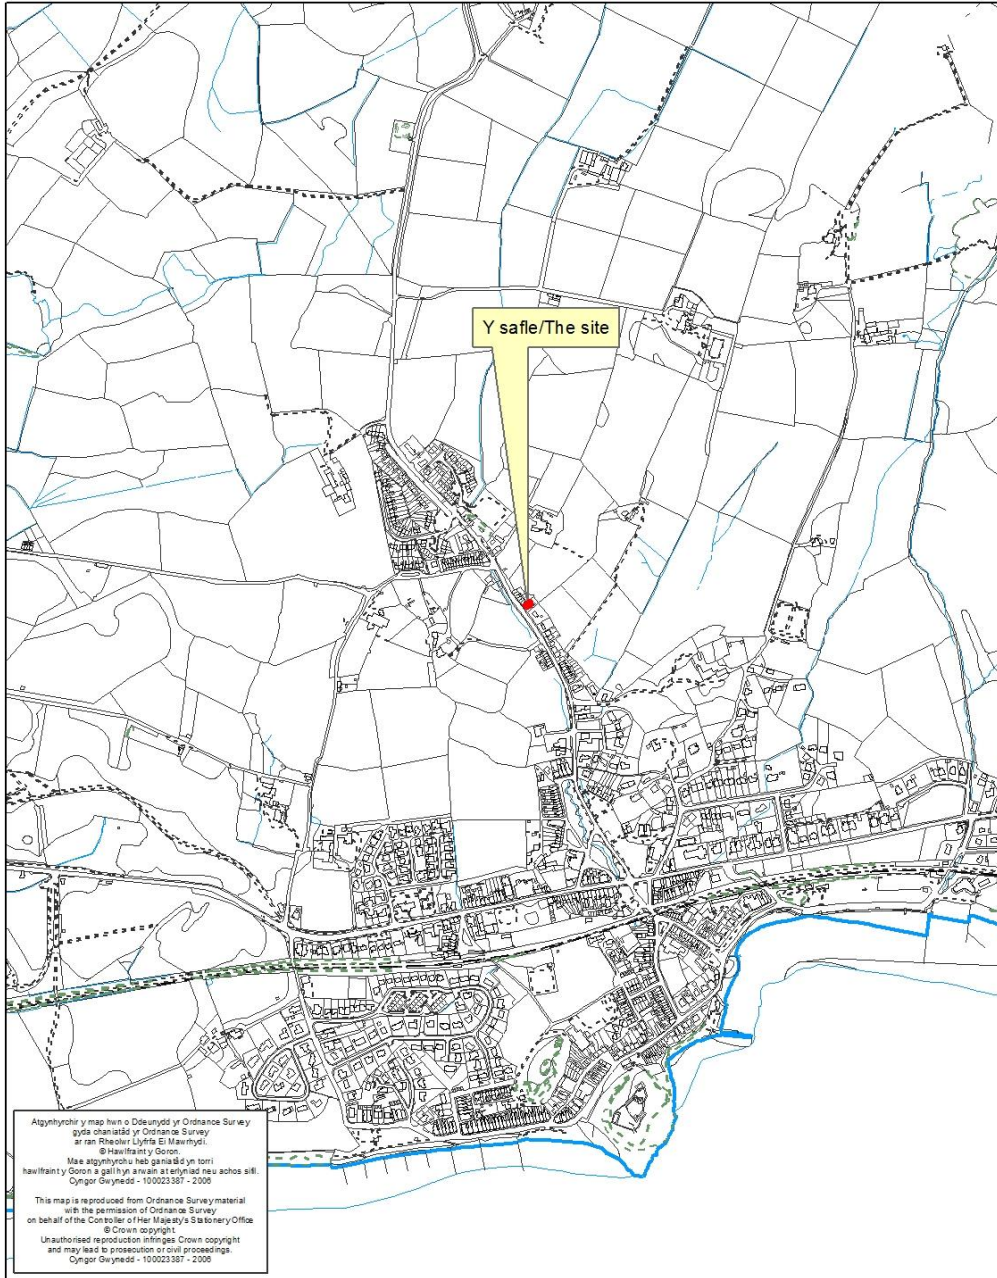 Y safle/The site
Atgynhyrchir y map hwn o Ddeunydd yr Ordnance Survey
gyda chaniatâd yr Ordnance Survey
ar ran Rheolwr Llyfrfa Ei Mawrhydi.
© Hawlfraint y Goron.
Mae atgynhyrchu heb ganiatâd yn torri
hawlfraint y Goron a gall hyn arwain at erlyniad neu achos sifil.
Cyngor Gwynedd - 100023387 - 2006
This map is reproduced from Ordnance Survey material
with the permission of Ordnance Survey
on behalf of the Controller of Her Majesty's Stationery Office
© Crown copyright.
Unauthorised reproduction infringes Crown copyright
and may lead to prosecution or civil proceedings.
Cyngor Gwynedd - 100023387 - 2006